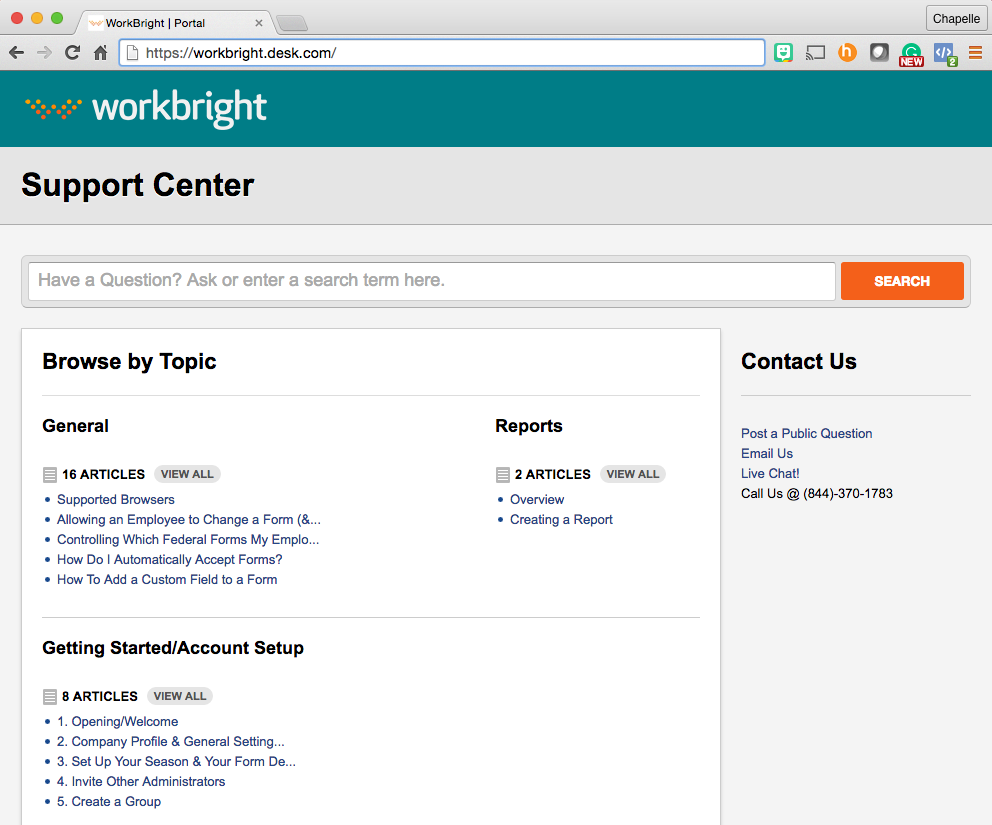 WorkBright | Portal
Chapelle
https://workbright.desk.com/
NEW
2
workbright
Support Center
Have a Question? Ask or enter a search term here.
SEARCH
Browse by Topic
General
16 ARTICLES VIEW ALL
Supported Browsers
Allowing an Employee to Change a Form (&...
Controlling Which Federal Forms My Emplo...
How Do I Automatically Accept Forms?
How To Add a Custom Field to a Form
Reports
2 ARTICLES VIEW ALL
Overview
Creating a Report
Getting Started/Account Setup
8 ARTICLES VIEW ALL
1. Opening/Welcome
2. Company Profile & General Setting...
3. Set Up Your Season & Your Form De...
4. Invite Other Administrators
5. Create a Group
Contact Us
Post a Public Question
Email Us
Live Chat!
Call Us @ (844)-370-1783